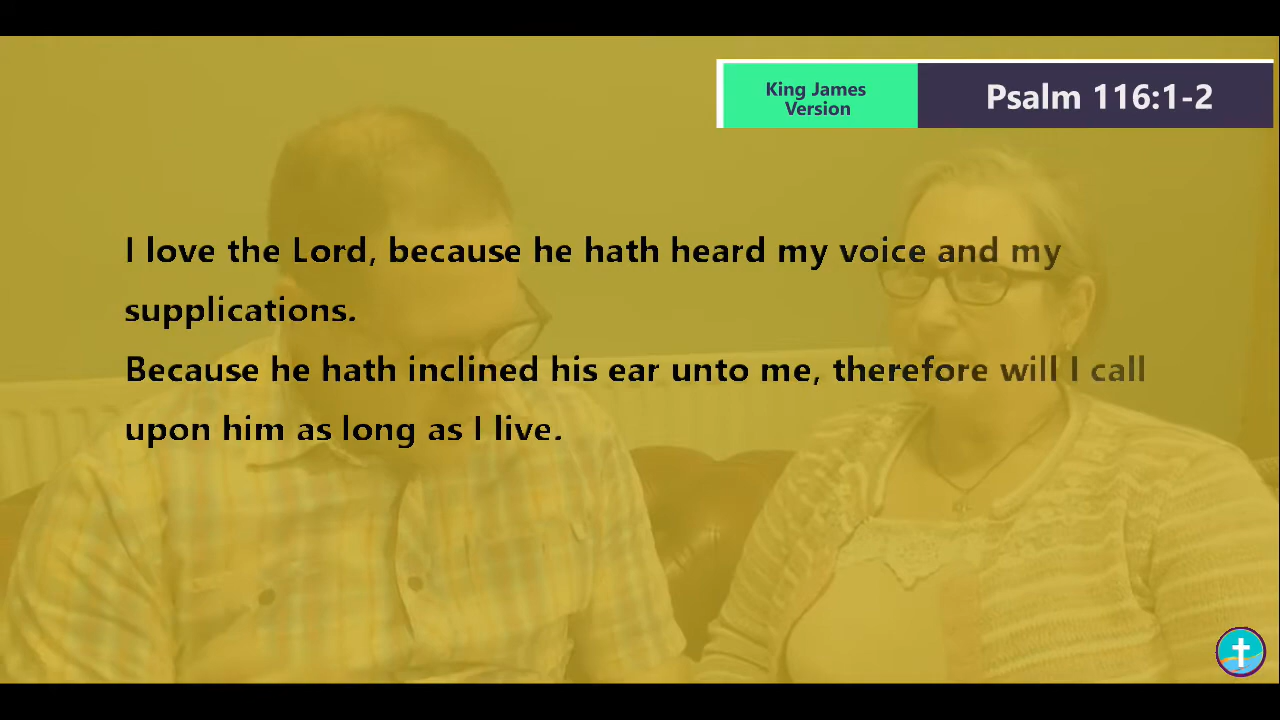 King James
Version
Psalm 116:1-2
I love the Lord, because he hath heard my voice and my
supplications.
Because he hath inclined his ear unto me, therefore will I call
upon him as long as I live.